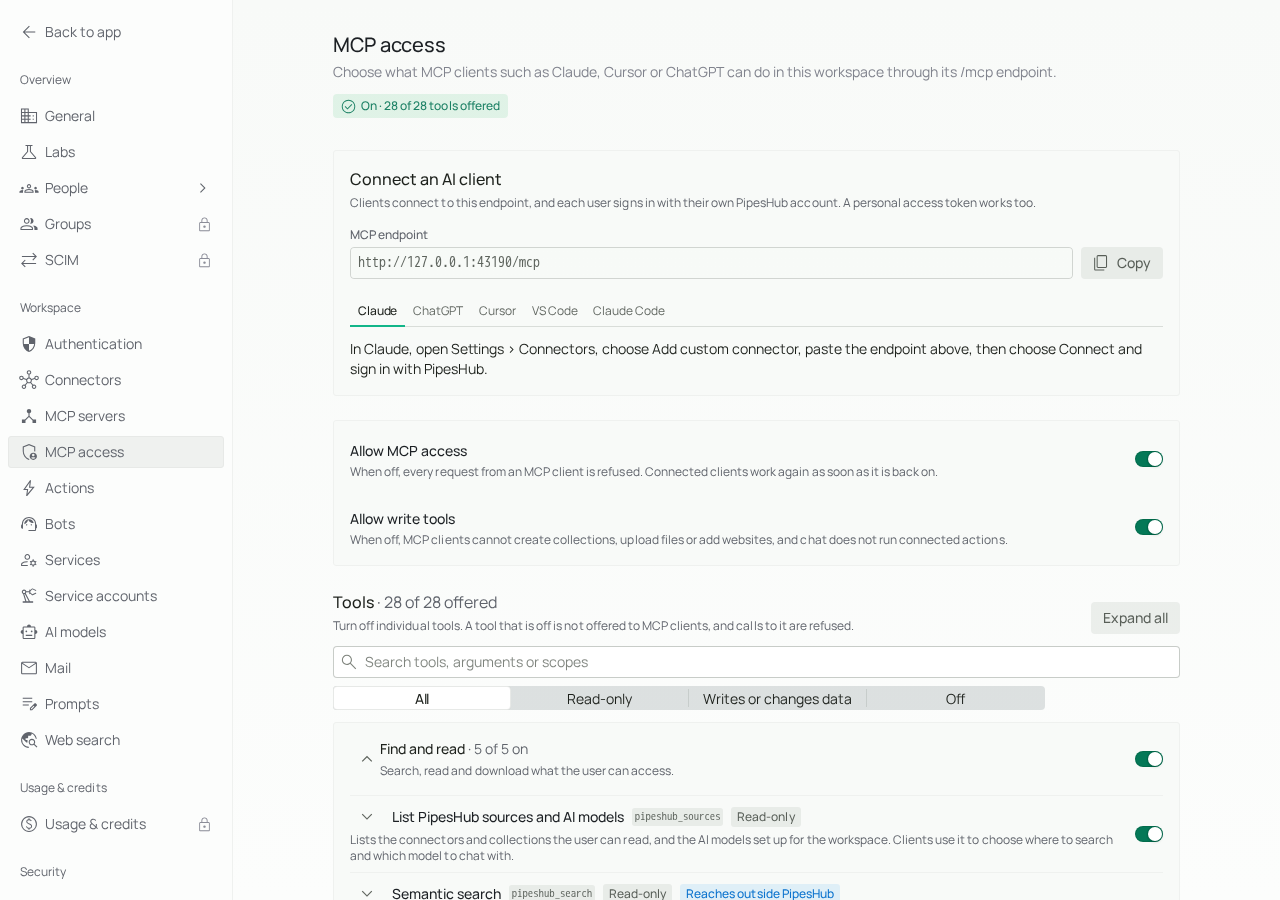 Back to app
Overview
General
Labs
People
Groups
SCIM
Workspace
Authentication
Connectors
MCP servers
MCP access
Actions
Bots
Services
Service accounts
AI models
Mail
Prompts
Web search
Usage & credits
Usage & credits
Security
MCP access
Choose what MCP clients such as Claude, Cursor or ChatGPT can do in this workspace through its /mcp endpoint.
On · 28 of 28 tools offered
Connect an AI client
Clients connect to this endpoint, and each user signs in with their own PipesHub account. A personal access token works too.
MCP endpoint
http://127.0.0.1:43190/mcp
Copy
Claude ChatGPT Cursor VS Code Claude Code
In Claude, open Settings > Connectors, choose Add custom connector, paste the endpoint above, then choose Connect and
sign in with PipesHub.
Allow MCP access
When off, every request from an MCP client is refused. Connected clients work again as soon as it is back on.
Allow write tools
When off, MCP clients cannot create collections, upload files or add websites, and chat does not run connected actions.
Tools · 28 of 28 offered
Turn off individual tools. A tool that is off is not offered to MCP clients, and calls to it are refused.
Expand all
Search tools, arguments or scopes
All Read-only Writes or changes data Off
Find and read · 5 of 5 on
Search, read and download what the user can access.
List PipesHub sources and AI models pipeshub_sources Read-only
Lists the connectors and collections the user can read, and the AI models set up for the workspace. Clients use it to choose where to search
and which model to chat with.
Semantic search pipeshub_search Read-only Reaches outside PipesHub